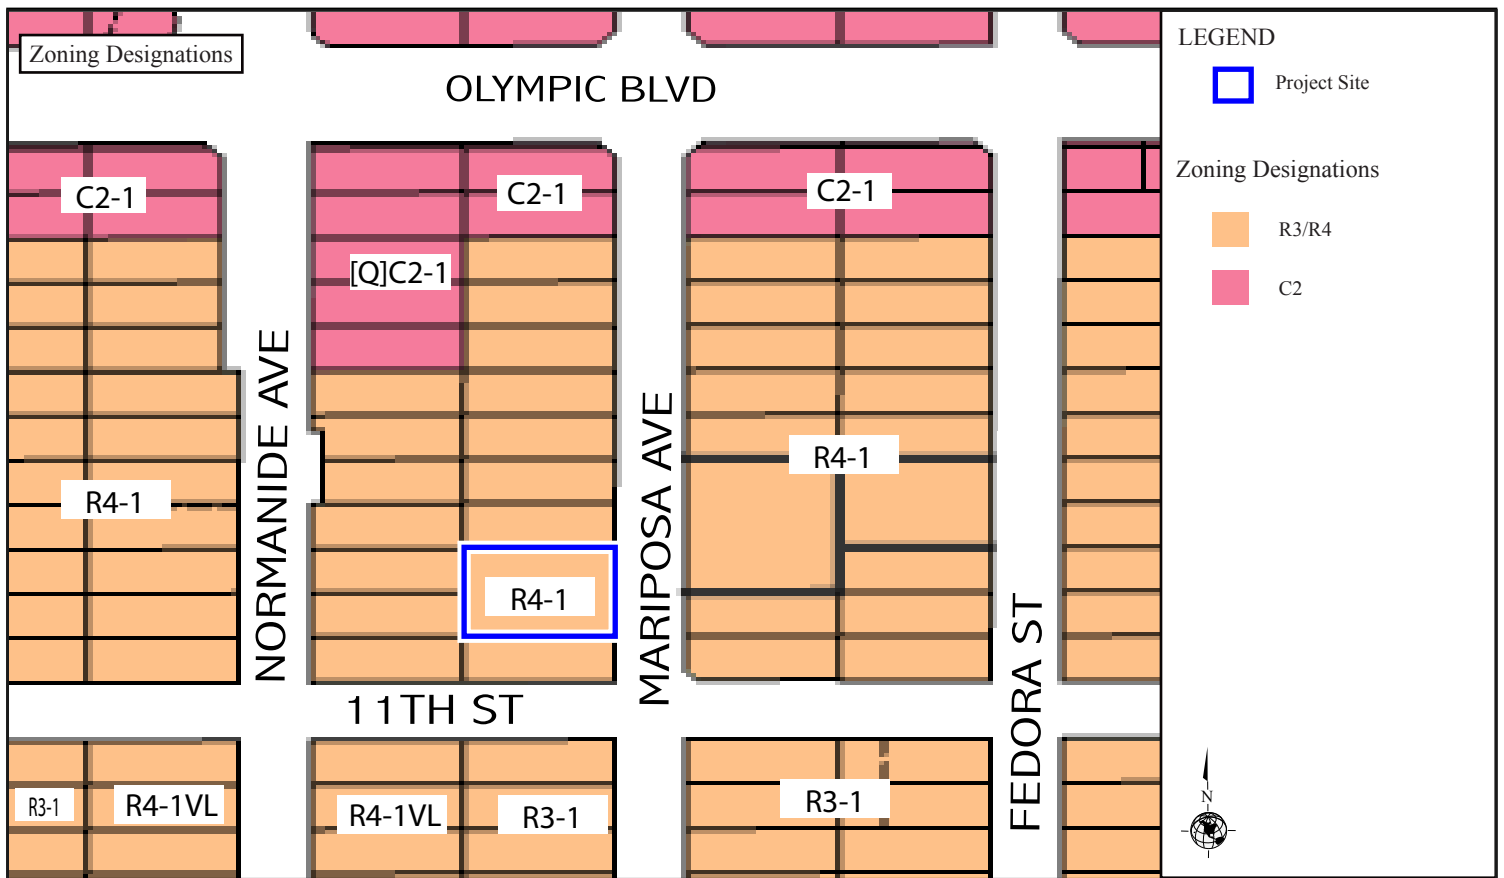 Zoning Designations
OLYMPIC BLVD
C2-1
C2-1
C2-1
[Q]C2-1
NORMANIDE AVE
MARIPOSA AVE
R4-1
R4-1
R4-1
FEDORA ST
11TH ST
R3-1
R4-1VL
R4-1VL
R3-1
R3-1
LEGEND
Project Site
Zoning Designations
R3/R4
C2
N